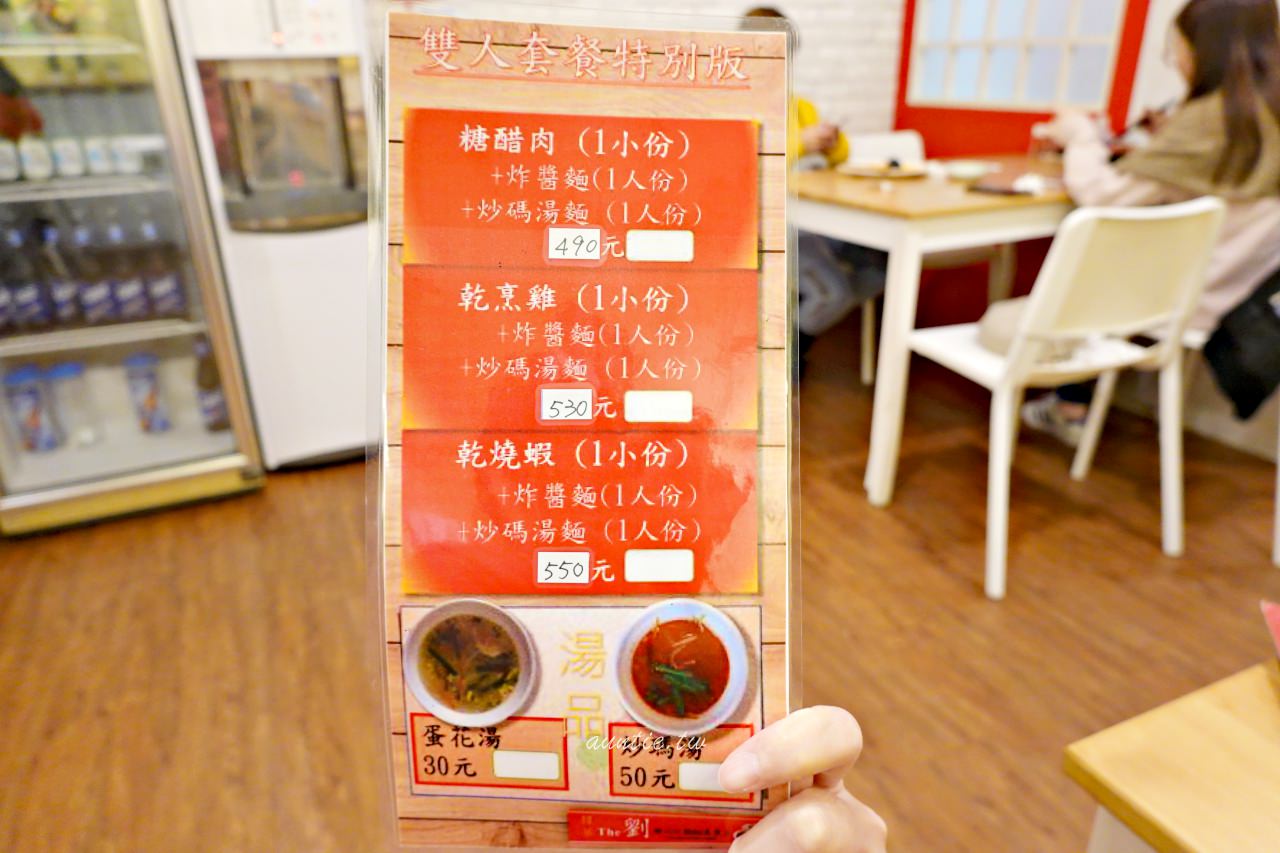 雙人套餐特別版
糖醋肉 (1小份)
+炸醬麵(1人份)
+炒碼湯麵 (1人份)
490元
乾烹雞 (1小份)
+炸醬麵(1人份)
+炒碼湯麵 (1人份)
530元
乾燒蝦 (1小份)
+炸醬麵(1人份)
+炒碼湯麵 (1人份)
550元
湯品
蛋花湯
30元
炒碼湯
50元
auntie.tw
The 劉